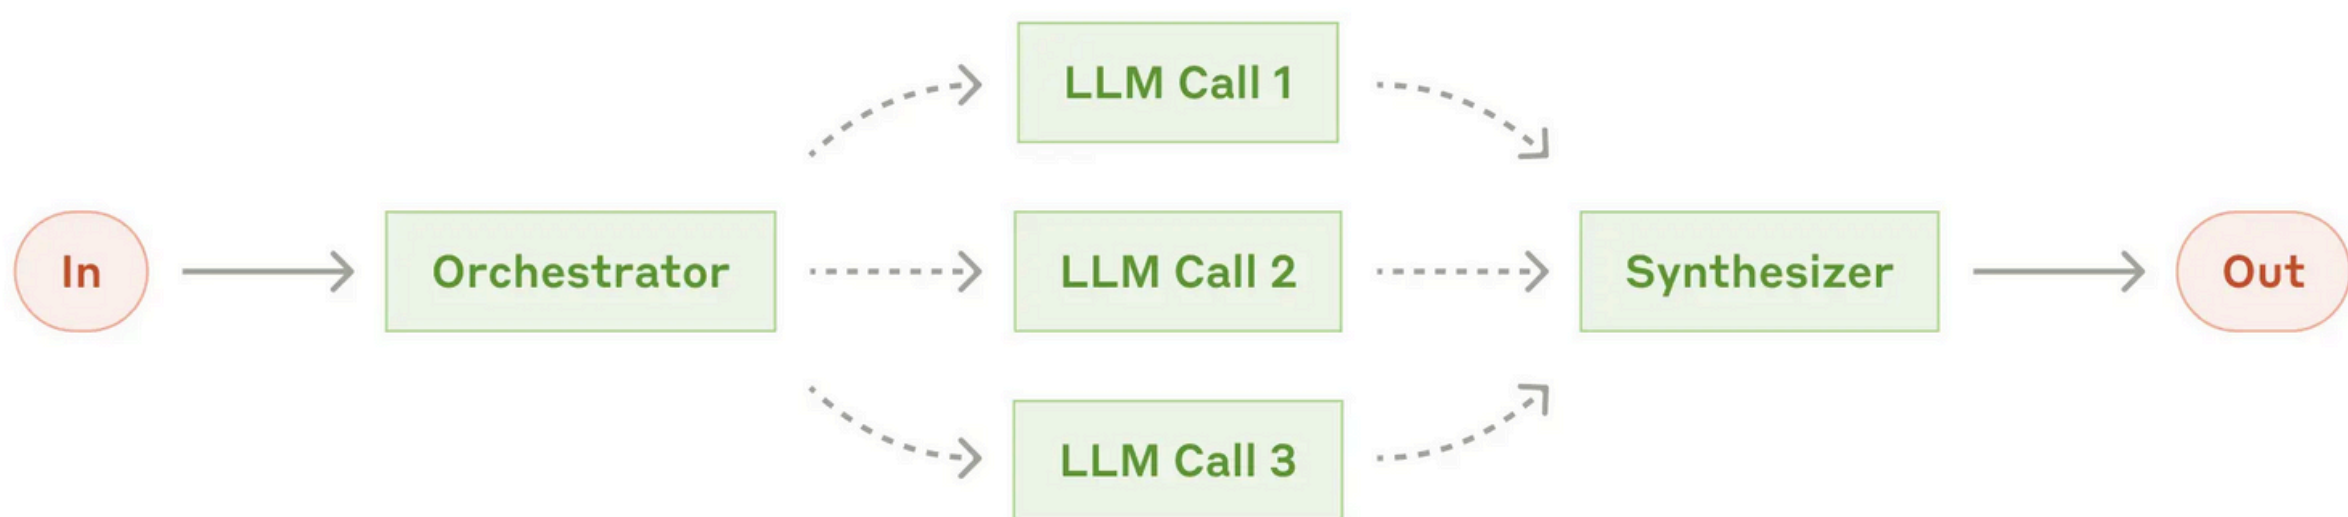 In
Orchestrator
LLM Call 1
LLM Call 2
LLM Call 3
Synthesizer
Out